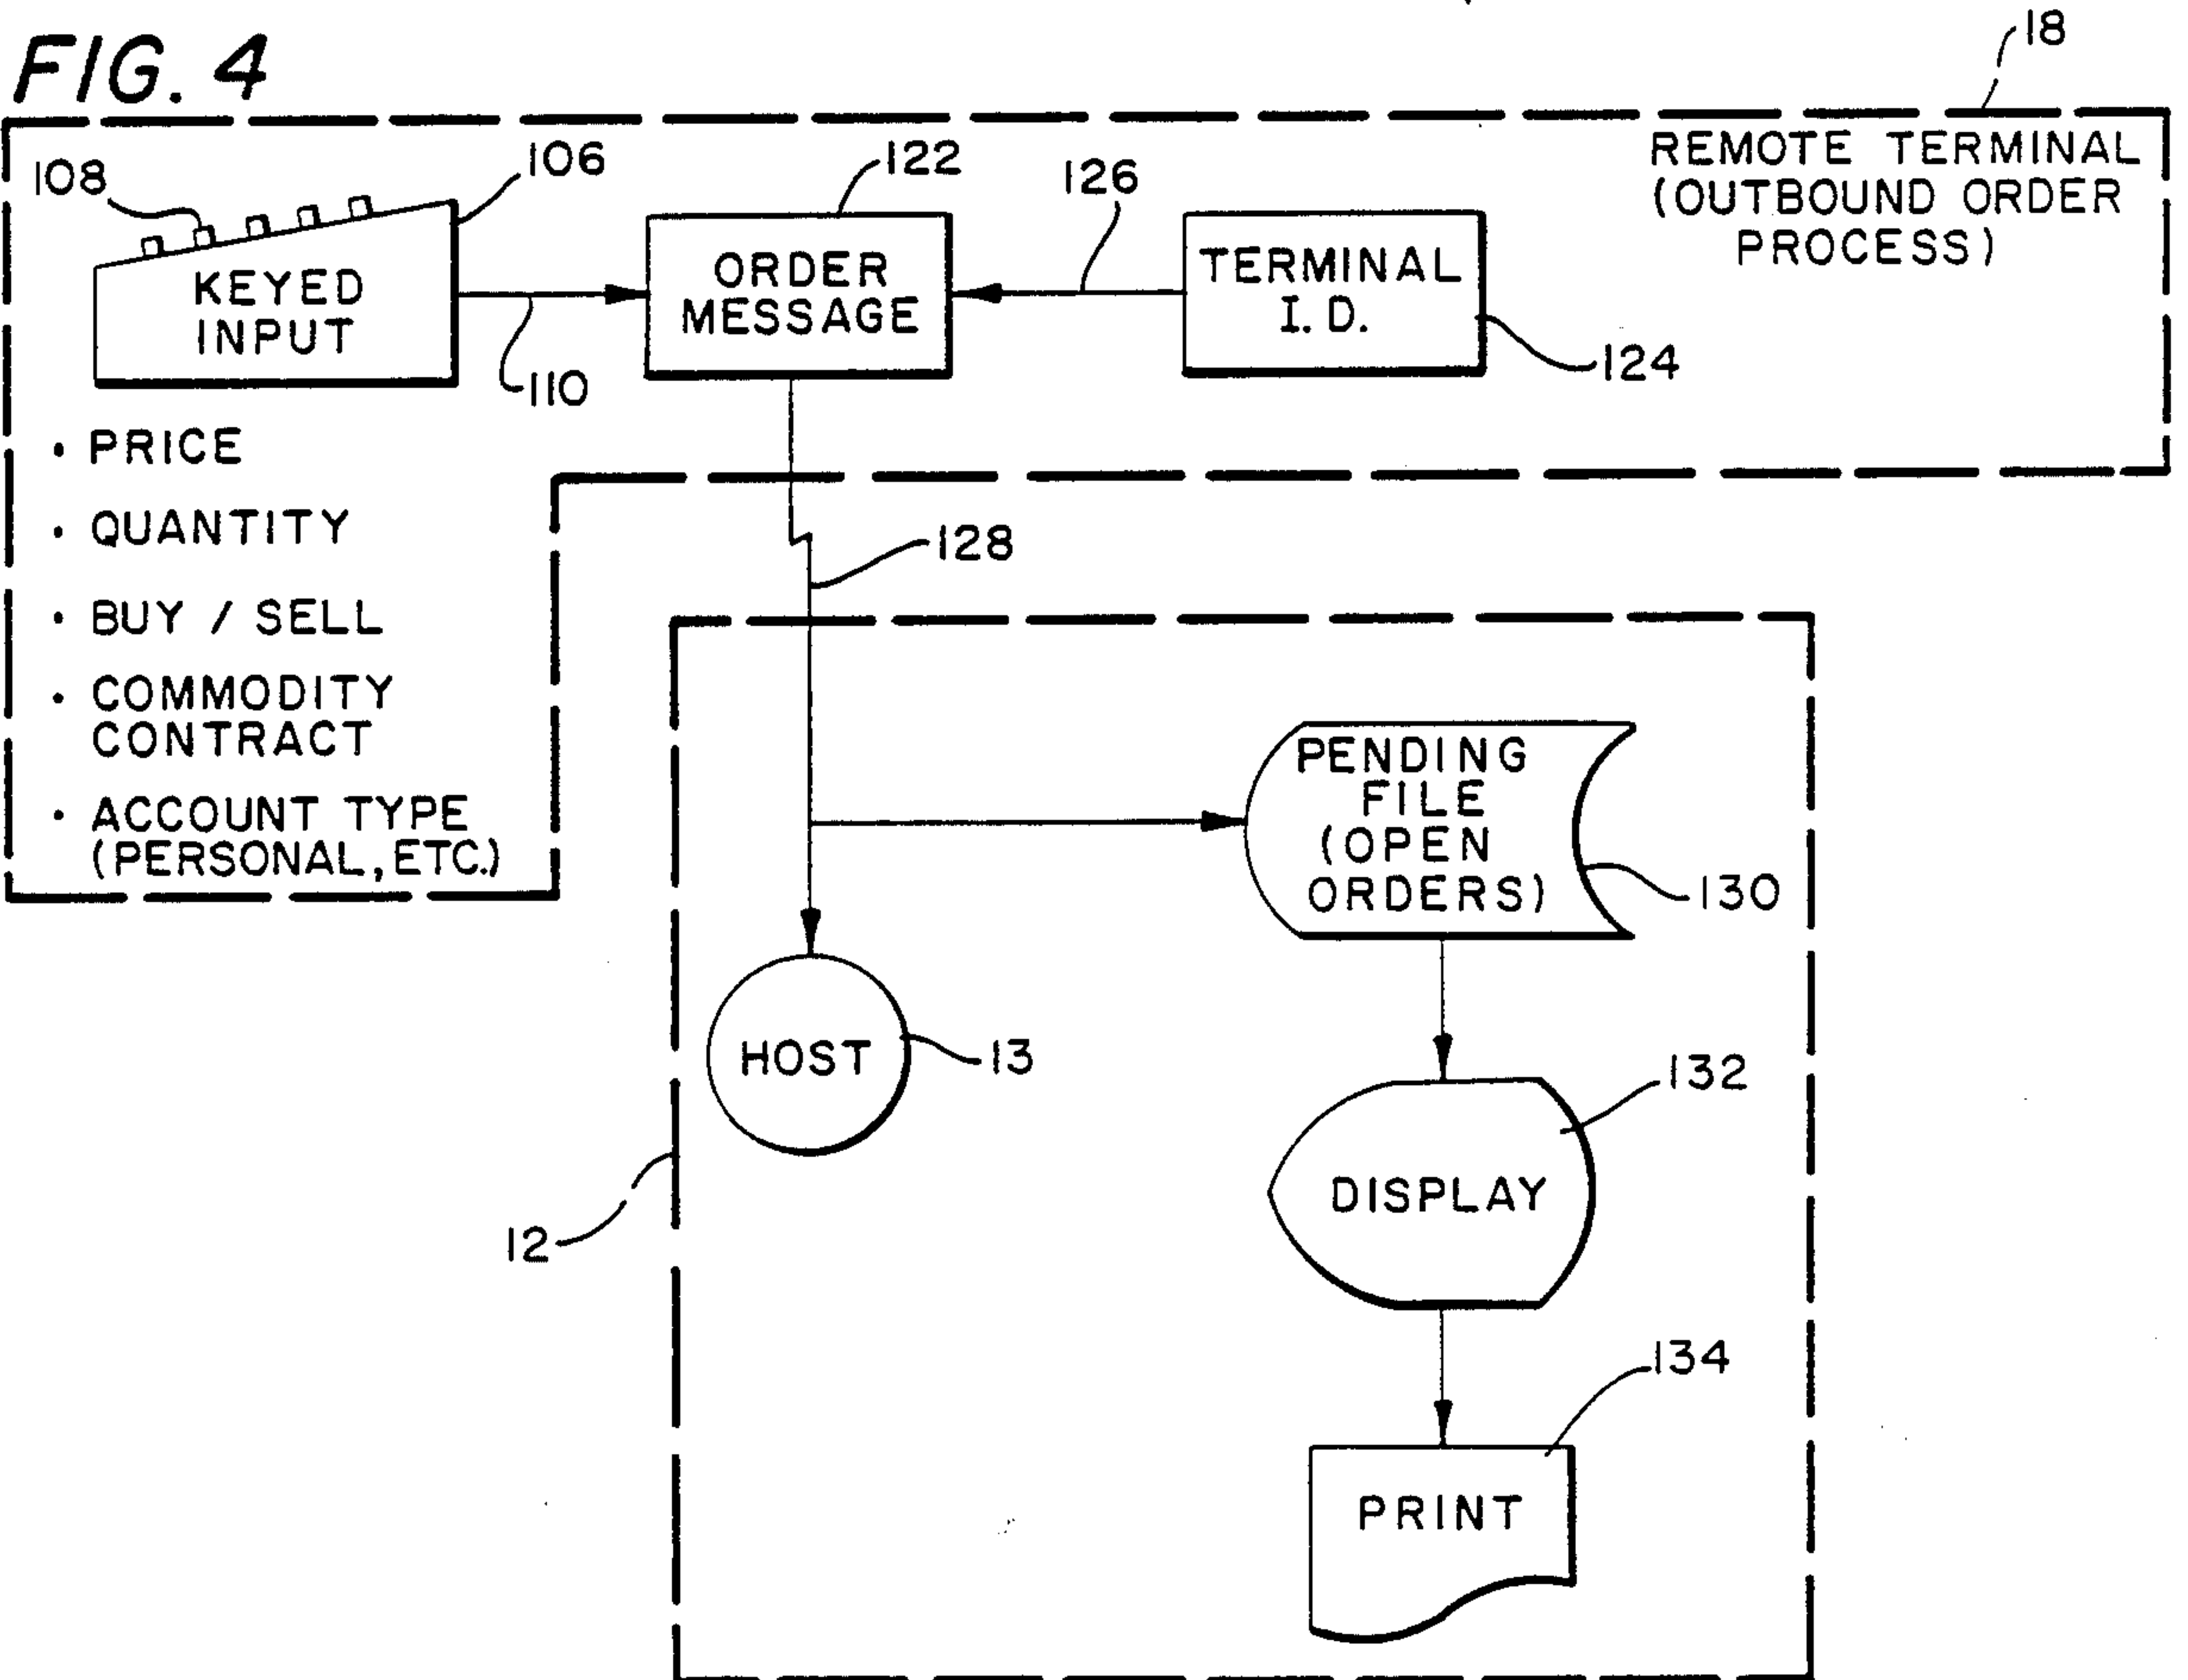 FIG. 4
18
REMOTE TERMINAL
(OUTBOUND ORDER
PROCESS)
108
106
122
126
KEYED
INPUT
ORDER
MESSAGE
TERMINAL
I.D.
110
124
• PRICE
• QUANTITY
• BUY / SELL
• COMMODITY
CONTRACT
• ACCOUNT TYPE
(PERSONAL, ETC.)
128
PENDING
FILE
(OPEN
ORDERS)
130
HOST
13
132
DISPLAY
12
134
PRINT